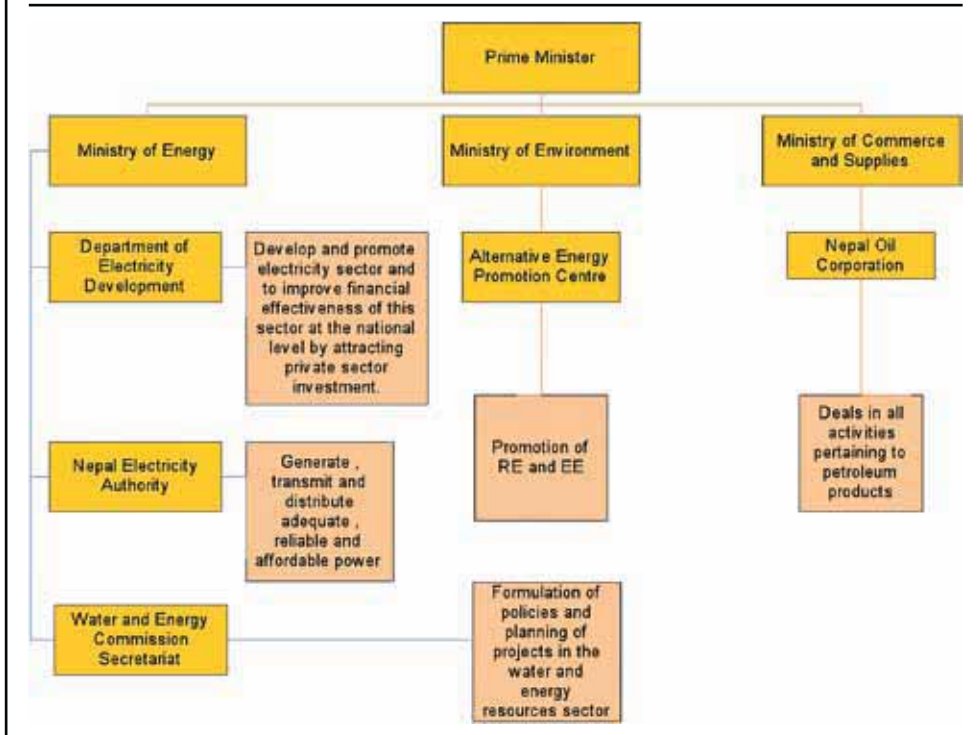 Prime Minister
Ministry of Energy
Ministry of Environment
Ministry of Commerce
and Supplies
Department of
Electricity
Development
Develop and promote
electricity sector and
to improve financial
effectiveness of this
sector at the national
level by attracting
private sector
investment.
Alternative Energy
Promotion Centre
Nepal Oil
Corporation
Nepal Electricity
Authority
Generate ,
transmit and
distribute
adequate ,
reliable and
affordable power
Promotion of
RE and EE
Deals in all
activities
pertaining to
petroleum
products
Water and Energy
Commission
Secretariat
Formulation of
policies and
planning of
projects in the
water and
energy
resources sector